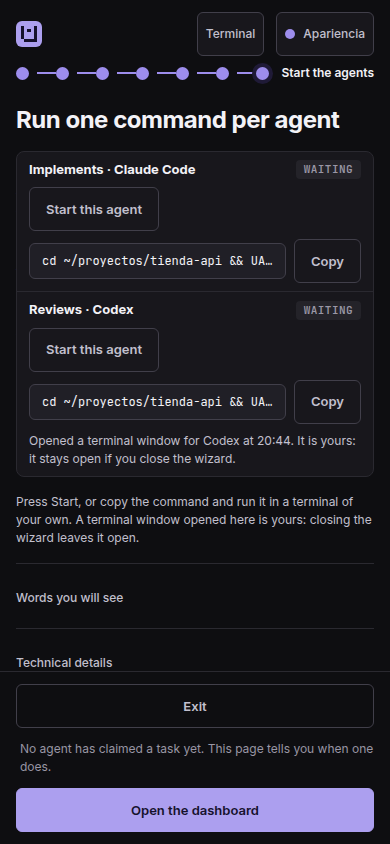 Terminal
Apariencia
Start the agents
Run one command per agent
Implements · Claude Code
WAITING
Start this agent
cd ~/proyectos/tienda-api && UA…
Copy
Reviews · Codex
WAITING
Start this agent
cd ~/proyectos/tienda-api && UA…
Copy
Opened a terminal window for Codex at 20:44. It is yours:
it stays open if you close the wizard.
Press Start, or copy the command and run it in a terminal of
your own. A terminal window opened here is yours: closing the
wizard leaves it open.
Words you will see
Technical details
Exit
No agent has claimed a task yet. This page tells you when one
does.
Open the dashboard